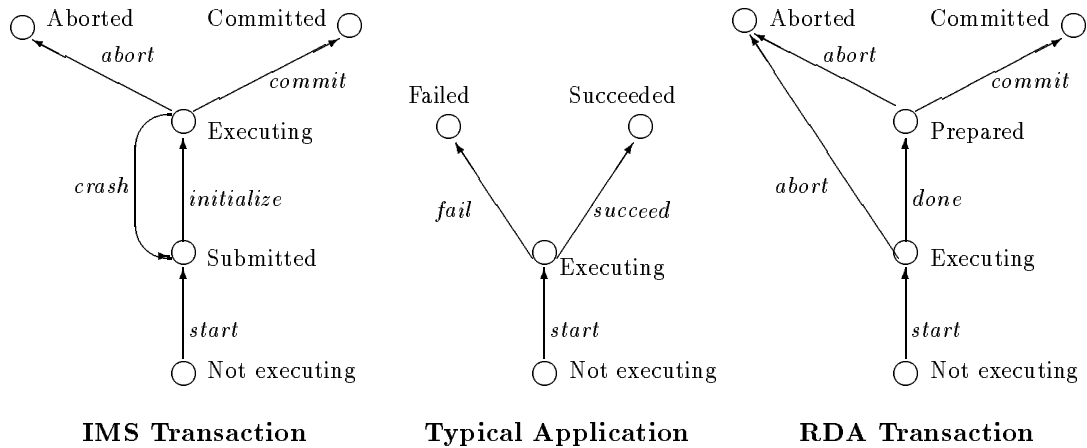 Aborted
Committed
abort
commit
Executing
crash
initialize
Submitted
start
Not executing
IMS Transaction
Failed
Succeeded
fail
succeed
Executing
start
Not executing
Typical Application
Aborted
Committed
abort
commit
Prepared
abort
done
Executing
start
Not executing
RDA Transaction